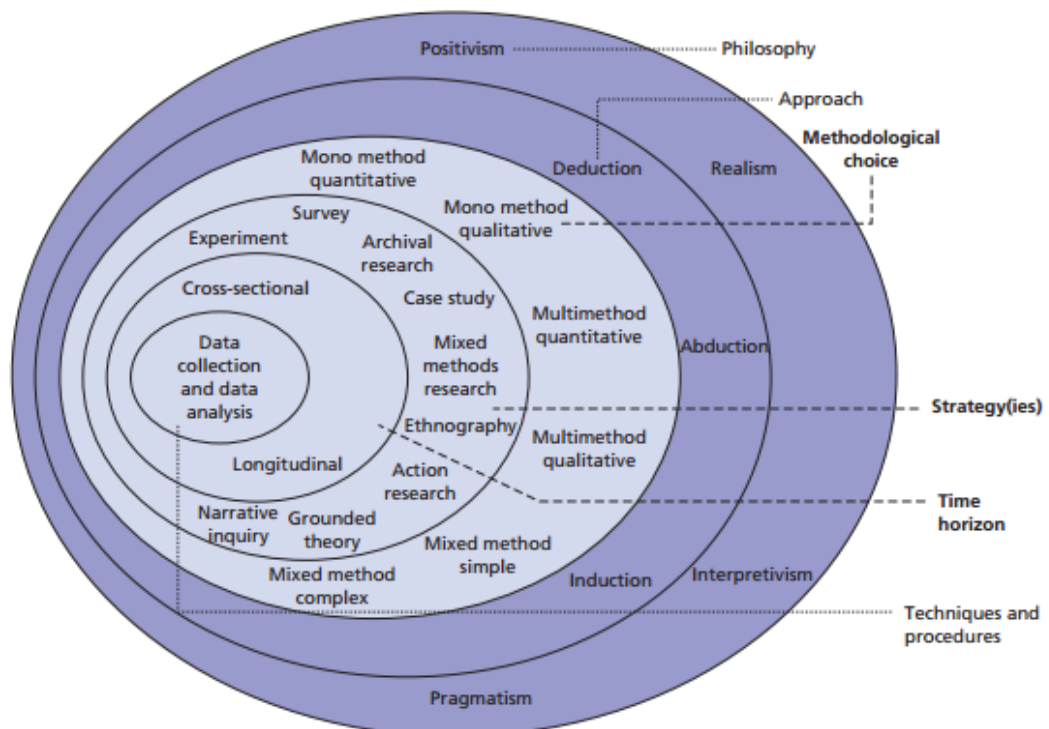 Positivism
Philosophy
Approach
Methodological
choice
Mono method
quantitative
Deduction
Realism
Survey
Mono method
qualitative
Experiment
Archival
research
Cross-sectional
Case study
Multimethod
quantitative
Data
collection
and data
analysis
Mixed
methods
research
Abduction
Strategy(ies)
Ethnography
Multimethod
qualitative
Longitudinal
Action
research
Time
horizon
Narrative
inquiry
Grounded
theory
Mixed method
simple
Mixed method
complex
Induction
Interpretivism
Techniques and
procedures
Pragmatism